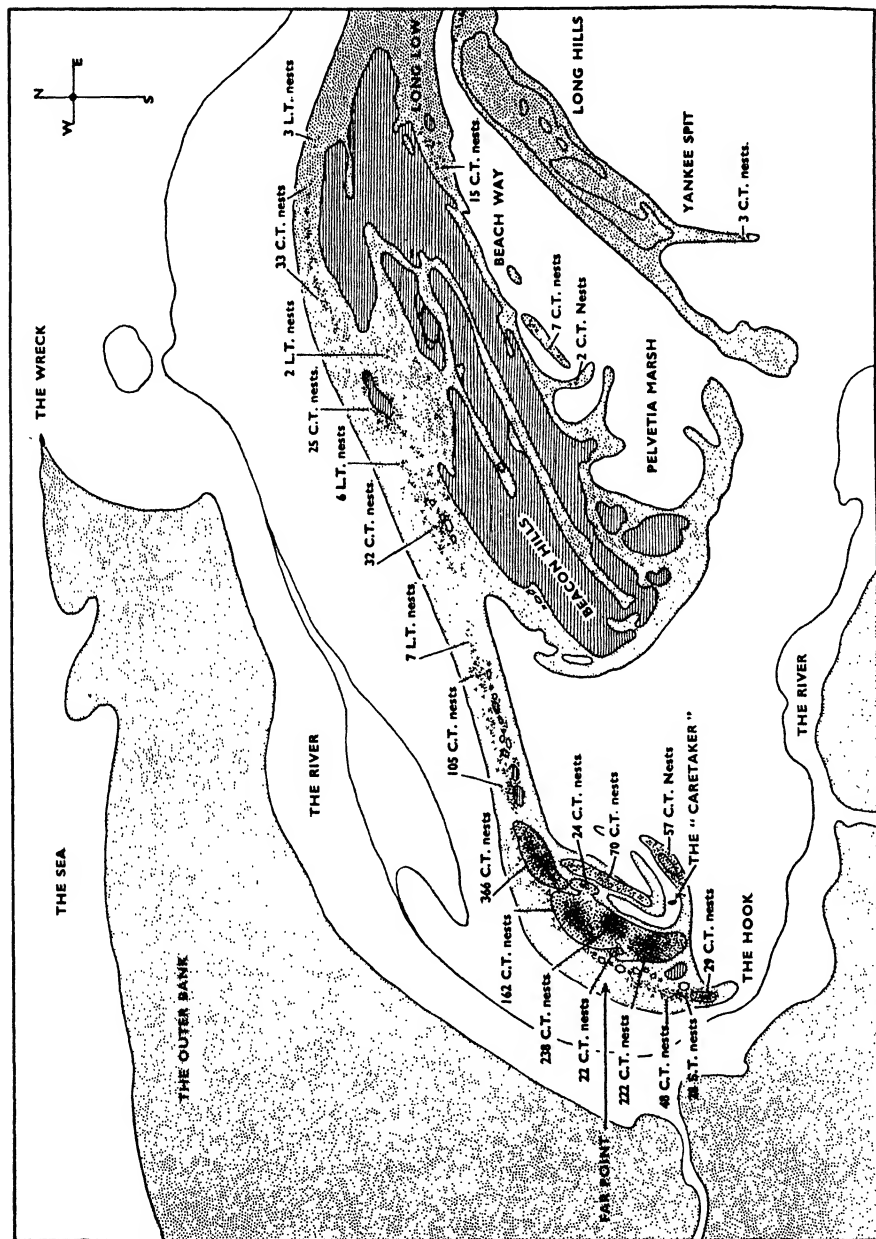 N
W
E
S
THE WRECK
THE SEA
THE OUTER BANK
THE RIVER
3 L.T. nests
33 C.T. nests
2 L.T. nests
25 C.T. nests.
6 L.T. nests
32 C.T. nests.
7 L.T. nests
105 C.T. nests
366 C.T. nests
162 C.T. nests
238 C.T. nests
22 C.T. nests
222 C.T. nests
48 C.T. nests
S.T. nests
FAR POINT
LONG LOW
15 C.T. nests.
BEACH WAY
LONG HILLS
YANKEE SPIT
3 C.T. nests.
7 C.T. nests
2 C.T. Nests
PELVETIA MARSH
BEACON HILLS
24 C.T. nests
70 C.T. nests
57 C.T. Nests
THE "CARETAKER"
29 C.T. nests
THE HOOK
THE RIVER